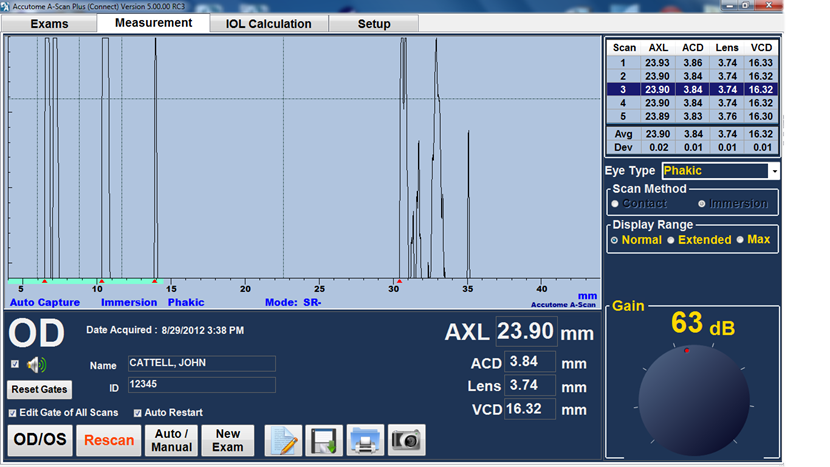 Accutome A-Scan Plus (Connect) Version 5.00.00 RC3
Exams Measurement IOL Calculation Setup
Scan AXL ACD Lens VCD
1 23.93 3.86 3.74 16.33
2 23.90 3.84 3.74 16.32
3 23.90 3.84 3.74 16.32
4 23.90 3.84 3.74 16.32
5 23.89 3.83 3.76 16.30
Avg 23.90 3.84 3.74 16.32
Dev 0.02 0.01 0.01 0.01
Eye Type Phakic
Scan Method
Contact Immersion
Display Range
Normal Extended Max
5 10 15 20 25 30 35 40 mm
Auto Capture Immersion Phakic Mode: SR- Accutome A-Scan
Gain
63 dB
OD Date Acquired : 8/29/2012 3:38 PM
AXL 23.90 mm
Name CATTELL, JOHN
ACD 3.84 mm
Reset Gates ID 12345
Lens 3.74 mm
Edit Gate of All Scans Auto Restart
VCD 16.32 mm
OD/OS Rescan Auto / Manual New Exam